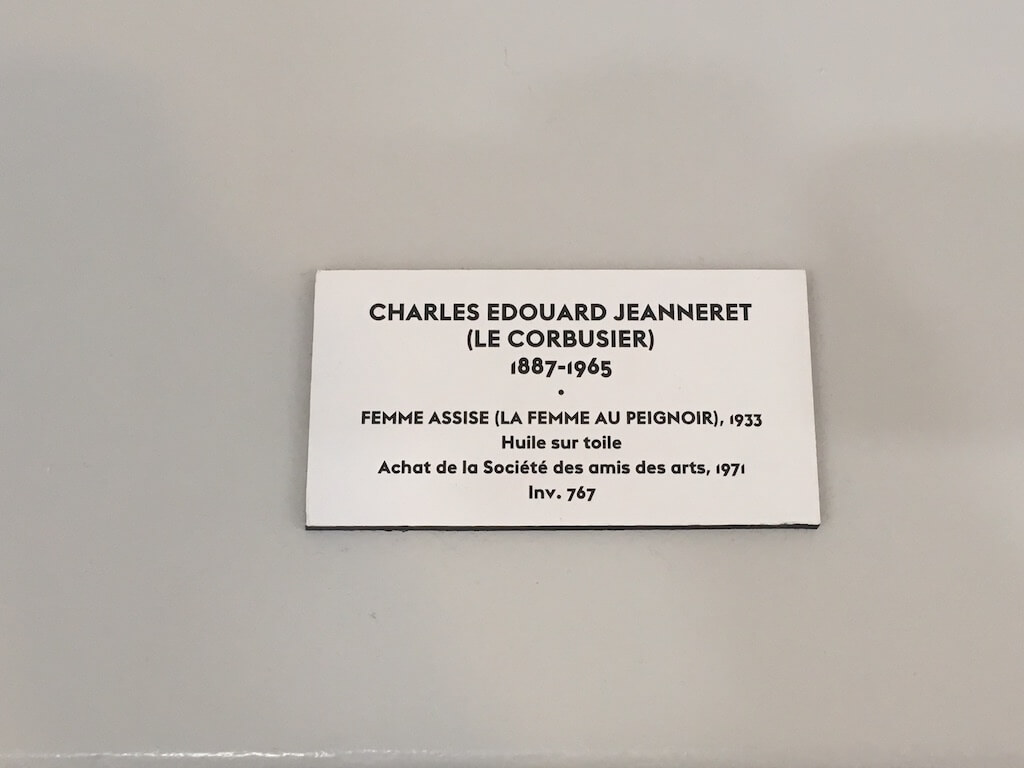 CHARLES EDOUARD JEANNERET
(LE CORBUSIER)
1887-1965
•
FEMME ASSISE (LA FEMME AU PEIGNOIR), 1933
Huile sur toile
Achat de la Société des amis des arts, 1971
Inv. 767